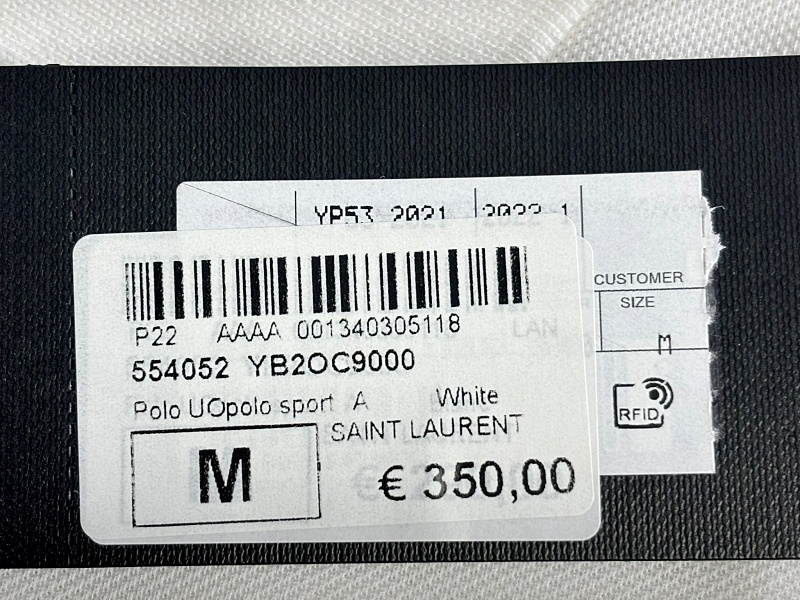 YP53 2021 2022 1
CUSTOMER
SIZE
M
RFID
P22 AAAA 001340305118
LAN
554052 YB2OC9000
Polo UOpolo sport A White
SAINT LAURENT
M
€ 350,00